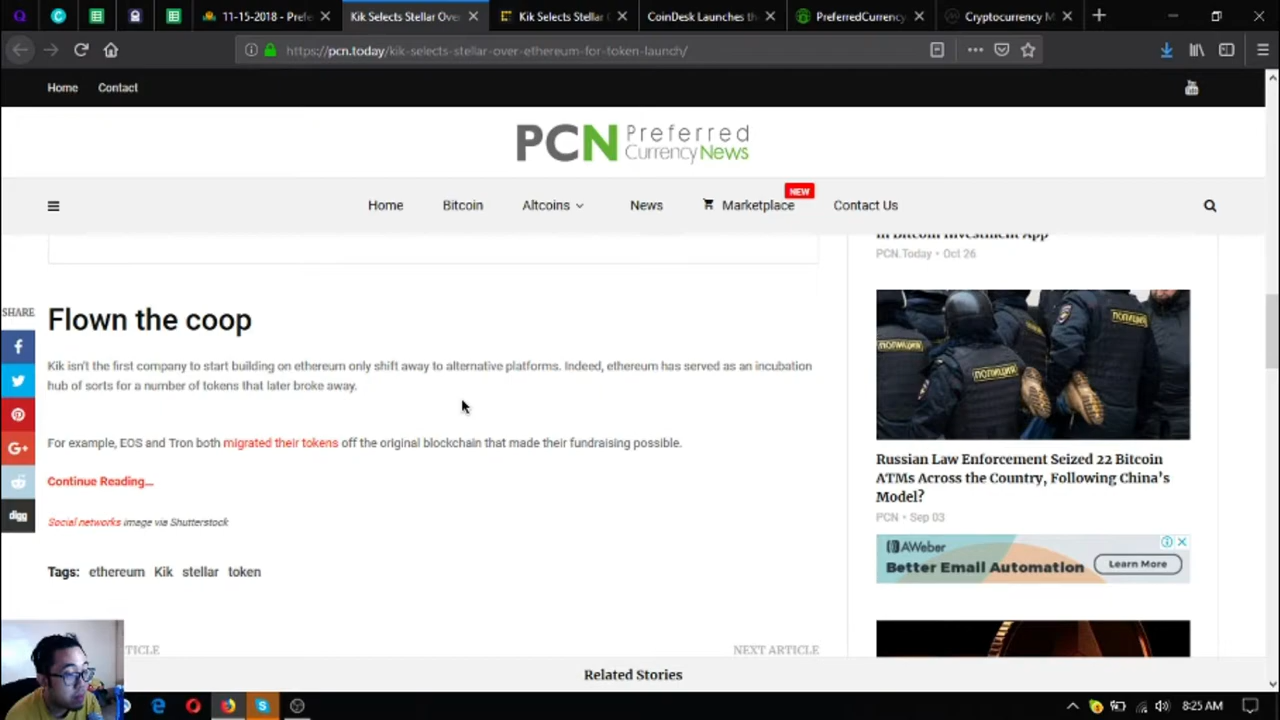 11-15-2018 - Prefe
Kik Selects Stellar Ove
Kik Selects Stellar
CoinDesk Launches th
PreferredCurrency
Cryptocurrency M
https://pcn.today/kik-selects-stellar-over-ethereum-for-token-launch/
Home Contact
PCN Preferred
Currency News
Home Bitcoin Altcoins News Marketplace NEW Contact Us
in Bitcoin Investment App
PCN.Today • Oct 26
SHARE
Flown the coop
Kik isn't the first company to start building on ethereum only shift away to alternative platforms. Indeed, ethereum has served as an incubation
hub of sorts for a number of tokens that later broke away.
For example, EOS and Tron both migrated their tokens off the original blockchain that made their fundraising possible.
Continue Reading...
Social networks image via Shutterstock
Tags: ethereum Kik stellar token
digg
ПОЛИЦИЯ
ПОЛИЦИЯ
ПОЛИЦИЯ
Russian Law Enforcement Seized 22 Bitcoin
ATMs Across the Country, Following China's
Model?
PCN • Sep 03
AWeber
Better Email Automation
Learn More
TICLE
NEXT ARTICLE
Related Stories
8:25 AM